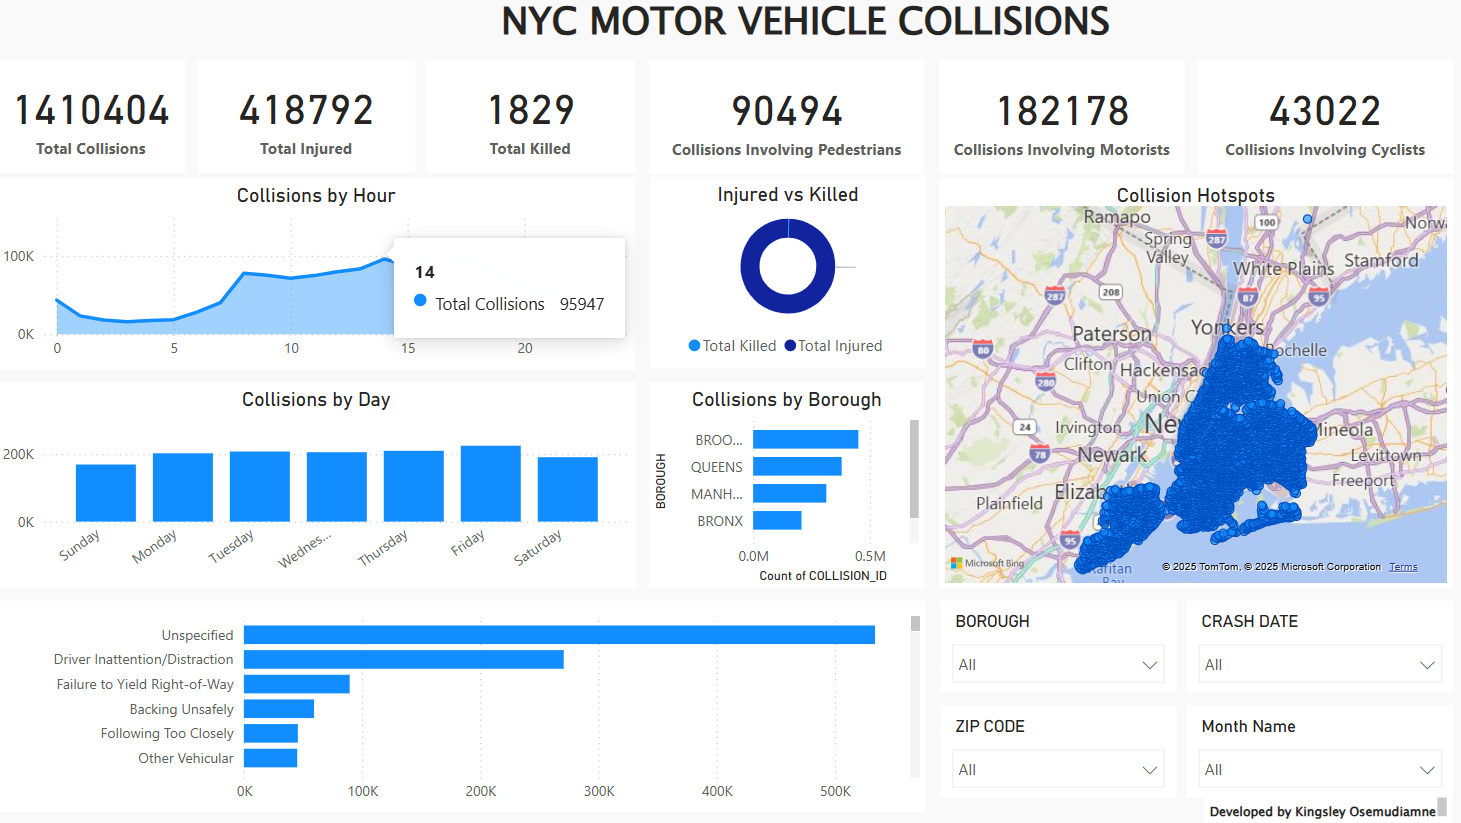 NYC MOTOR VEHICLE COLLISIONS
1410404
Total Collisions
418792
Total Injured
1829
Total Killed
90494
Collisions Involving Pedestrians
182178
Collisions Involving Motorists
43022
Collisions Involving Cyclists
Collisions by Hour
100K
0K
0
5
10
15
20
14
Total Collisions 95947
Injured vs Killed
Total Killed
Total Injured
Collision Hotspots
Ramapo
100
Norwa
Spring
Valley
287
Stamford
White Plains
287
208
87
95
Paterson
Yonkers
80
Rochelle
Clifton
Hackensac
280
Union C
24
Irvington
New
Mineola
78
Newark
Levittown
Freeport
Elizab
Plainfield
95
Raritan
Bay
Microsoft Bing
© 2025 TomTom, © 2025 Microsoft Corporation Terms
Collisions by Day
200K
0K
Sunday
Monday
Tuesday
Wednes...
Thursday
Friday
Saturday
Collisions by Borough
BOROUGH
BROO...
QUEENS
MANH...
BRONX
0.0M
0.5M
Count of COLLISION_ID
Unspecified
Driver Inattention/Distraction
Failure to Yield Right-of-Way
Backing Unsafely
Following Too Closely
Other Vehicular
0K
100K
200K
300K
400K
500K
BOROUGH
All
CRASH DATE
All
ZIP CODE
All
Month Name
All
Developed by Kingsley Osemudiamne